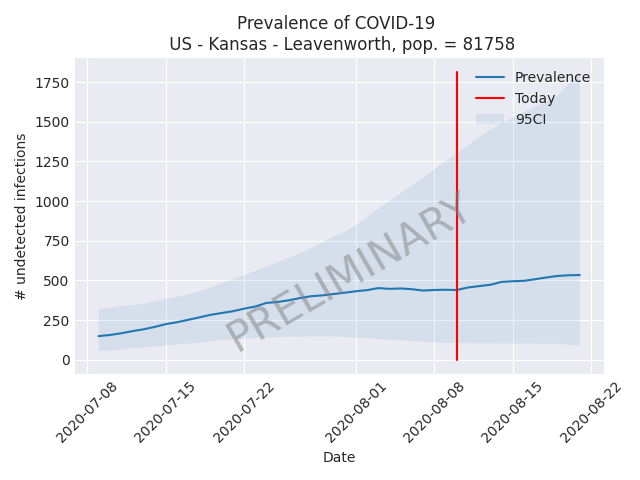 Prevalence of COVID-19
US - Kansas - Leavenworth, pop. = 81758
Prevalence
Today
95CI
PRELIMINARY
# undetected infections
1750
1500
1250
1000
750
500
250
0
2020-07-08
2020-07-15
2020-07-22
2020-08-01
2020-08-08
2020-08-15
2020-08-22
Date